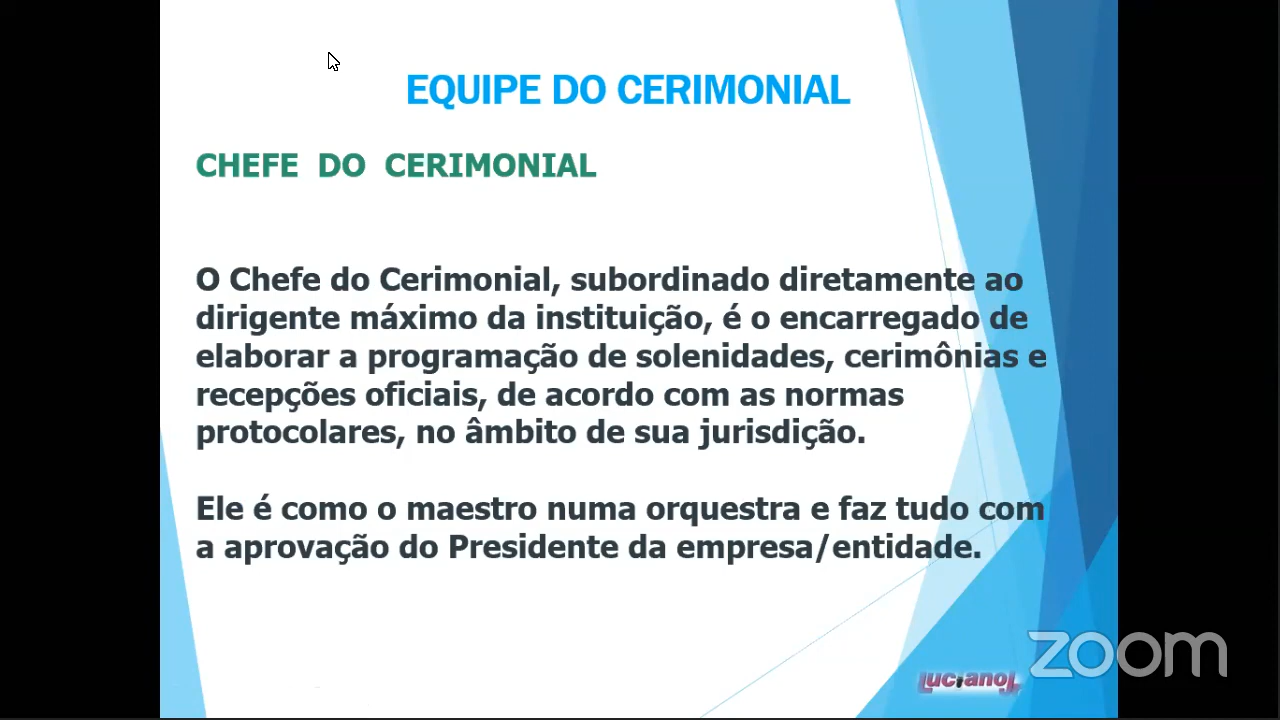 EQUIPE DO CERIMONIAL
CHEFE DO CERIMONIAL
O Chefe do Cerimonial, subordinado diretamente ao
dirigente máximo da instituição, é o encarregado de
elaborar a programação de solenidades, cerimônias e
recepções oficiais, de acordo com as normas
protocolares, no âmbito de sua jurisdição.
Ele é como o maestro numa orquestra e faz tudo com
a aprovação do Presidente da empresa/entidade.
zoom
LucianoJ